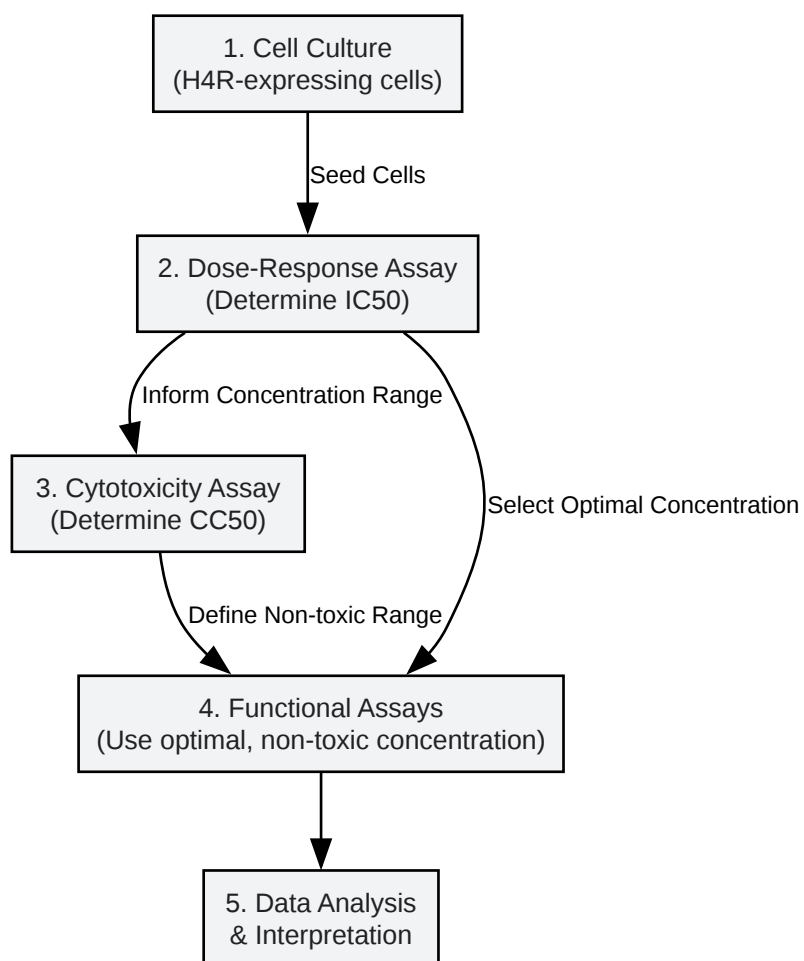 1. Cell Culture
(H4R-expressing cells)
Seed Cells
2. Dose-Response Assay
(Determine IC50)
Inform Concentration Range
3. Cytotoxicity Assay
(Determine CC50)
Select Optimal Concentration
Define Non-toxic Range
4. Functional Assays
(Use optimal, non-toxic concentration)
5. Data Analysis
& Interpretation